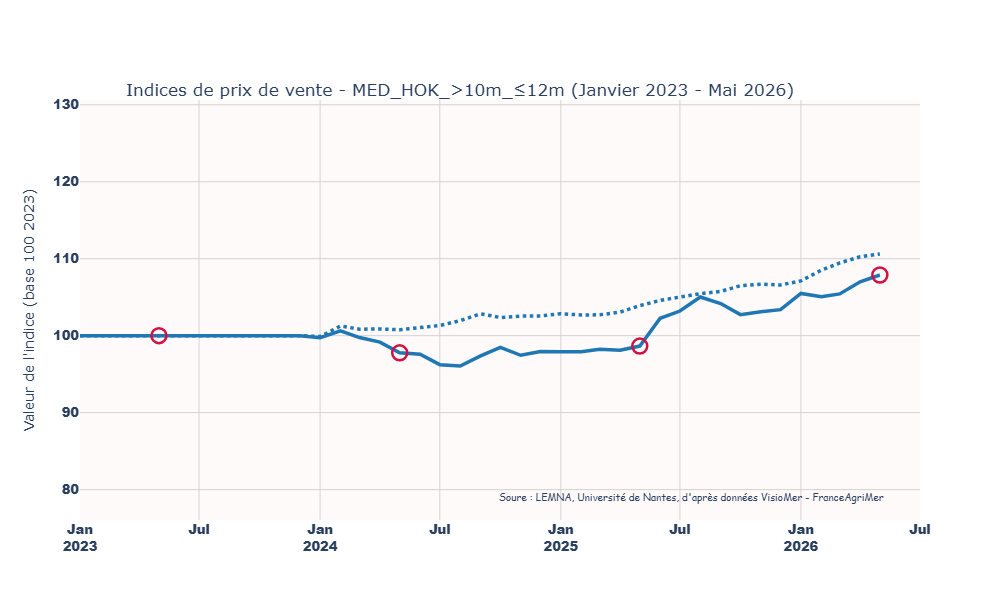 Indices de prix de vente - MED_HOK_>10m_≤12m (Janvier 2023 - Mai 2026)
Valeur de l'indice (base 100 2023)
130
120
110
100
90
80
Soure : LEMNA, Université de Nantes, d'après données VisioMer - FranceAgriMer
Jan Jul Jan Jul Jan Jul Jan Jul
2023 2024 2025 2026